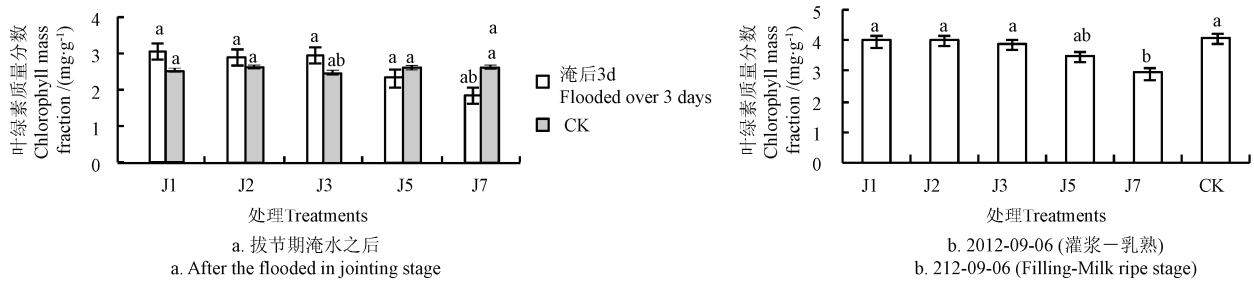 叶绿素质量分数
Chlorophyll mass
fraction /(mg·g⁻¹)
4
3
2
1
0
a
a
a
a
a
ab
a
a
a
ab
a
J1
J2
J3
J5
J7
处理Treatments
淹后3d
Flooded over 3 days
CK
a. 拔节期淹水之后
a. After the flooded in jointing stage
叶绿素质量分数
Chlorophyll mass
fraction /(mg·g⁻¹)
5
4
3
2
1
0
a
a
a
ab
b
a
J1
J2
J3
J5
J7
CK
处理Treatments
b. 2012-09-06 (灌浆－乳熟)
b. 212-09-06 (Filling-Milk ripe stage)